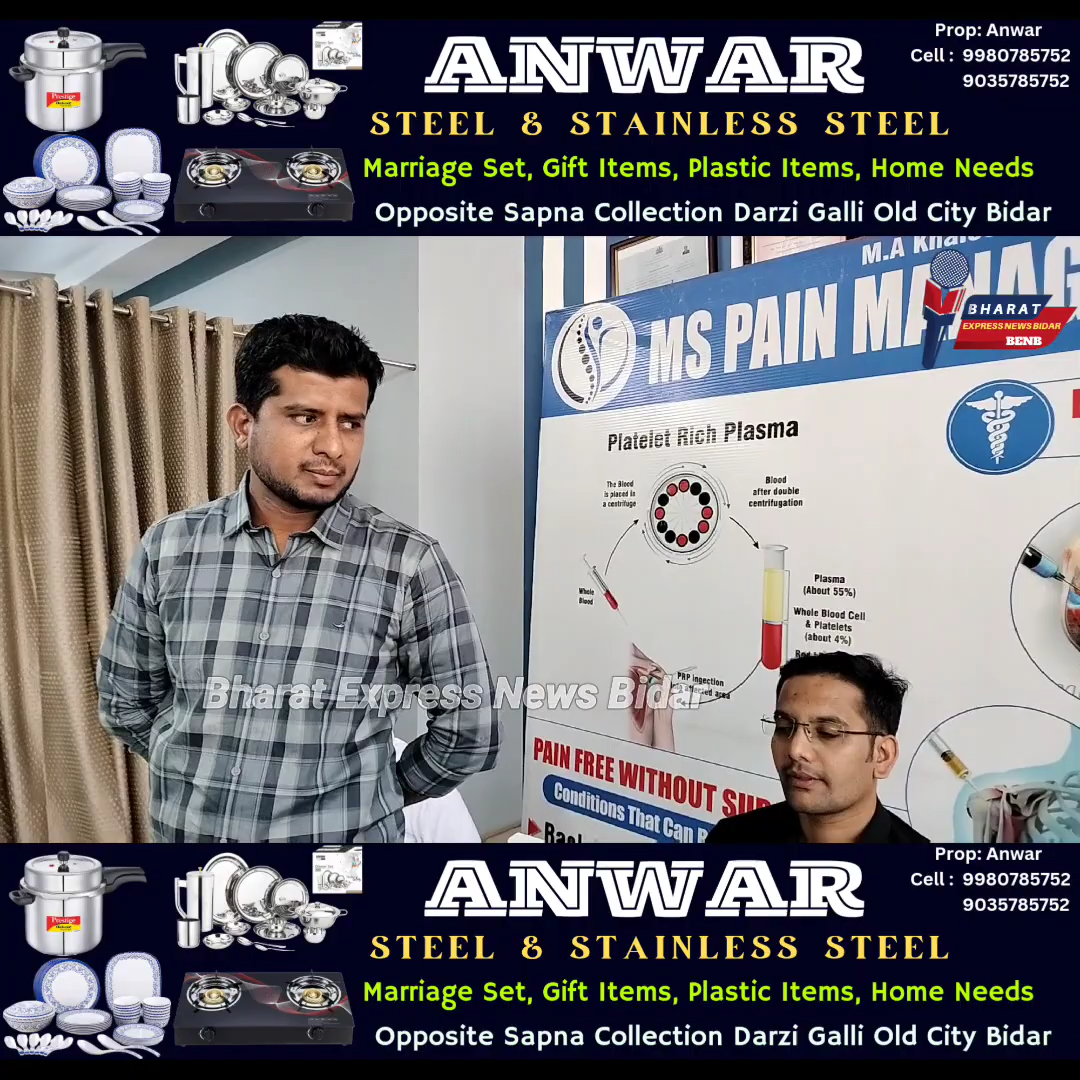 ANWAR
Prop: Anwar
Cell : 9980785752
9035785752
STEEL & STAINLESS STEEL
Marriage Set, Gift Items, Plastic Items, Home Needs
Opposite Sapna Collection Darzi Galli Old City Bidar
Prestige
M.A
MS PAIN
BHARAT
EXPRESS NEWS BIDAR
BENB
Platelet Rich Plasma
The Blood
is placed in
a centrifuge
Blood
after double
centrifugation
Whole
Blood
Plasma
(About 55%)
Whole Blood Cell
& Platelets
(about 4%)
PRP injection
area
Bharat Express News Bidar
PAIN FREE WITHOUT
Conditions That Can
ANWAR
Prop: Anwar
Cell : 9980785752
9035785752
STEEL & STAINLESS STEEL
Marriage Set, Gift Items, Plastic Items, Home Needs
Opposite Sapna Collection Darzi Galli Old City Bidar
Prestige